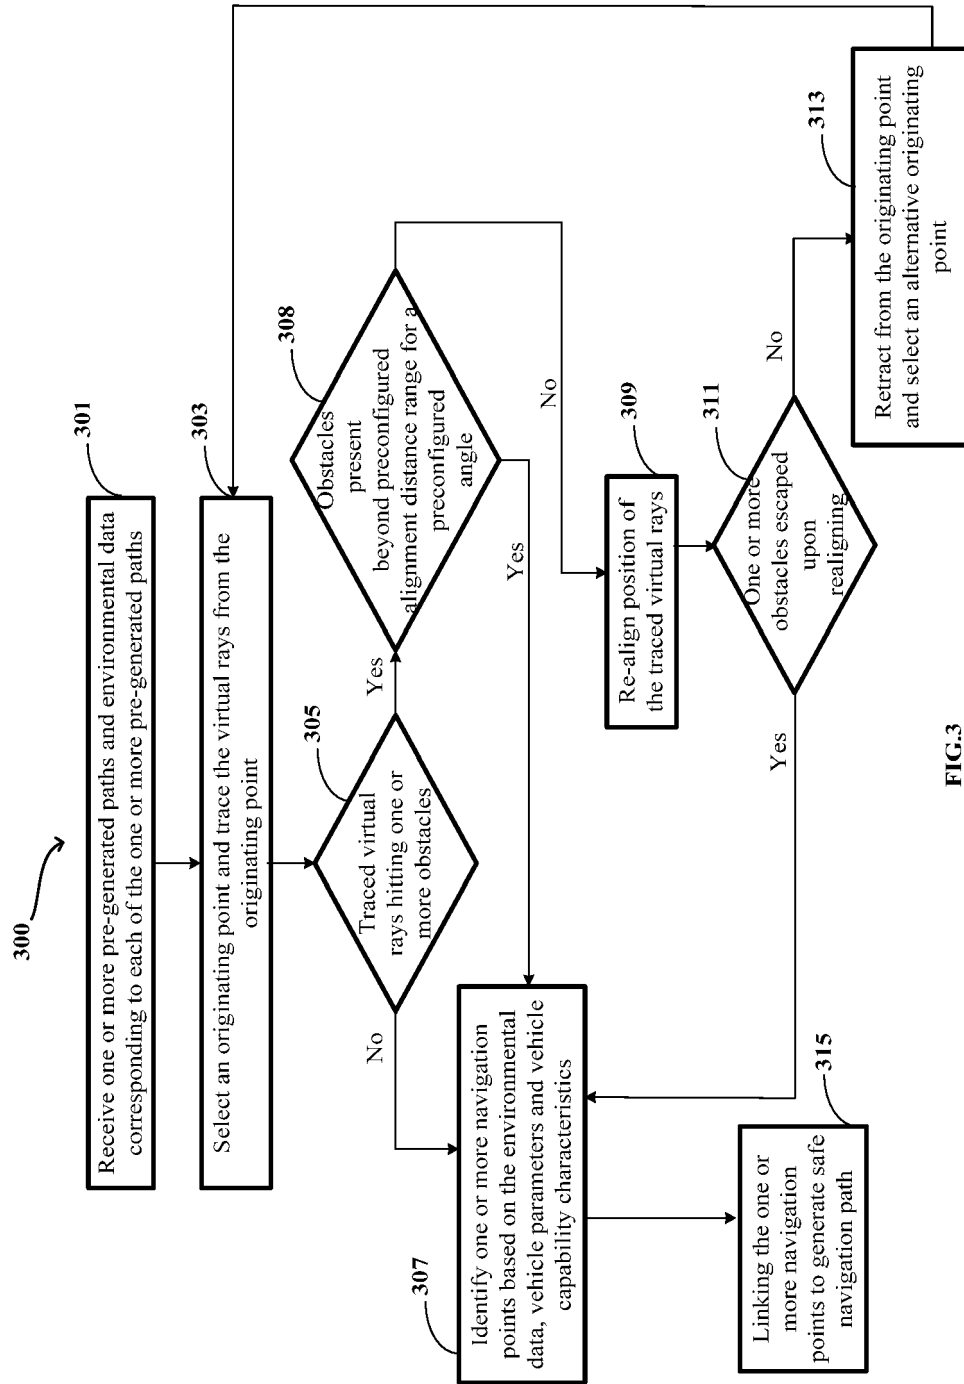 300
301
Receive one or more pre-generated paths and environmental data
corresponding to each of the one or more pre-generated paths
303
Select an originating point and trace the virtual rays from the
originating point
305
Traced virtual
rays hitting one or
more obstacles
No
Yes
308
Obstacles
present
beyond preconfigured
alignment distance range for a
preconfigured
angle
Yes
No
307
Identify one or more navigation
points based on the environmental
data, vehicle parameters and vehicle
capability characteristics
309
Re-align position of
the traced virtual rays
311
One or more
obstacles escaped
upon
realigning
Yes
No
313
Retract from the originating point
and select an alternative originating
point
315
Linking the one or
more navigation
points to generate safe
navigation path
FIG.3